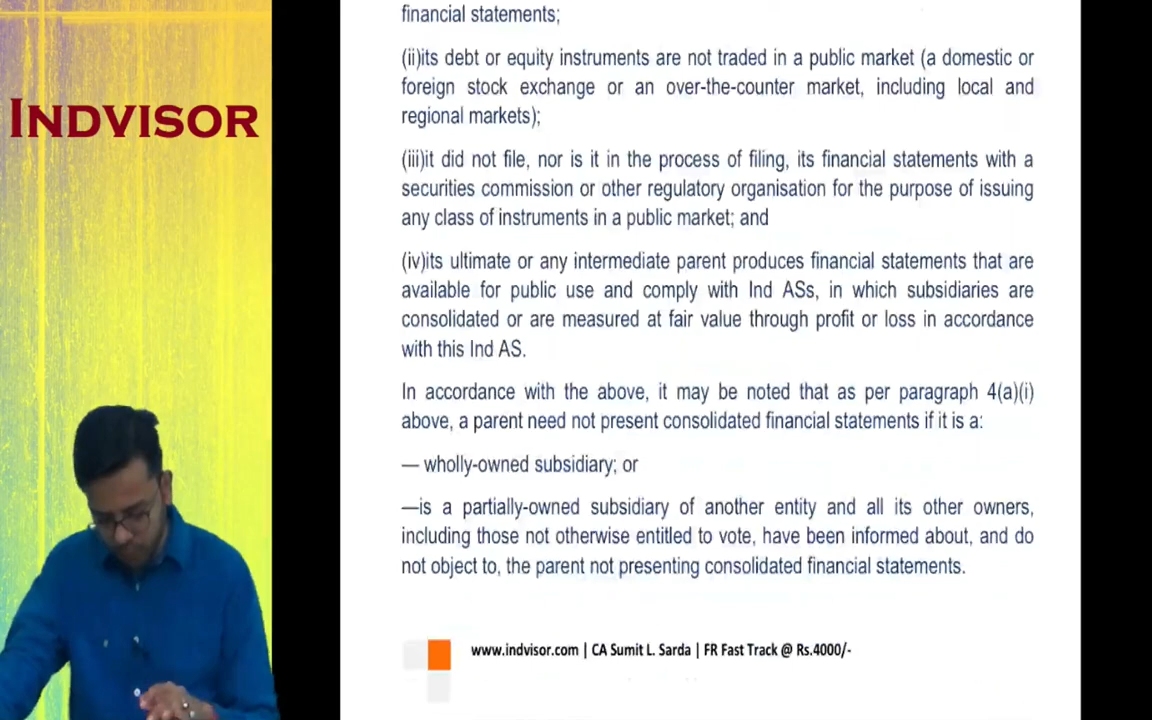 financial statements;
INDVISOR
(ii)its debt or equity instruments are not traded in a public market (a domestic or
foreign stock exchange or an over-the-counter market, including local and
regional markets);
(iii)it did not file, nor is it in the process of filing, its financial statements with a
securities commission or other regulatory organisation for the purpose of issuing
any class of instruments in a public market; and
(iv)its ultimate or any intermediate parent produces financial statements that are
available for public use and comply with Ind ASs, in which subsidiaries are
consolidated or are measured at fair value through profit or loss in accordance
with this Ind AS.
In accordance with the above, it may be noted that as per paragraph 4(a)(i)
above, a parent need not present consolidated financial statements if it is a:
— wholly-owned subsidiary; or
—is a partially-owned subsidiary of another entity and all its other owners,
including those not otherwise entitled to vote, have been informed about, and do
not object to, the parent not presenting consolidated financial statements.
www.indvisor.com | CA Sumit L. Sarda | FR Fast Track @ Rs.4000/-